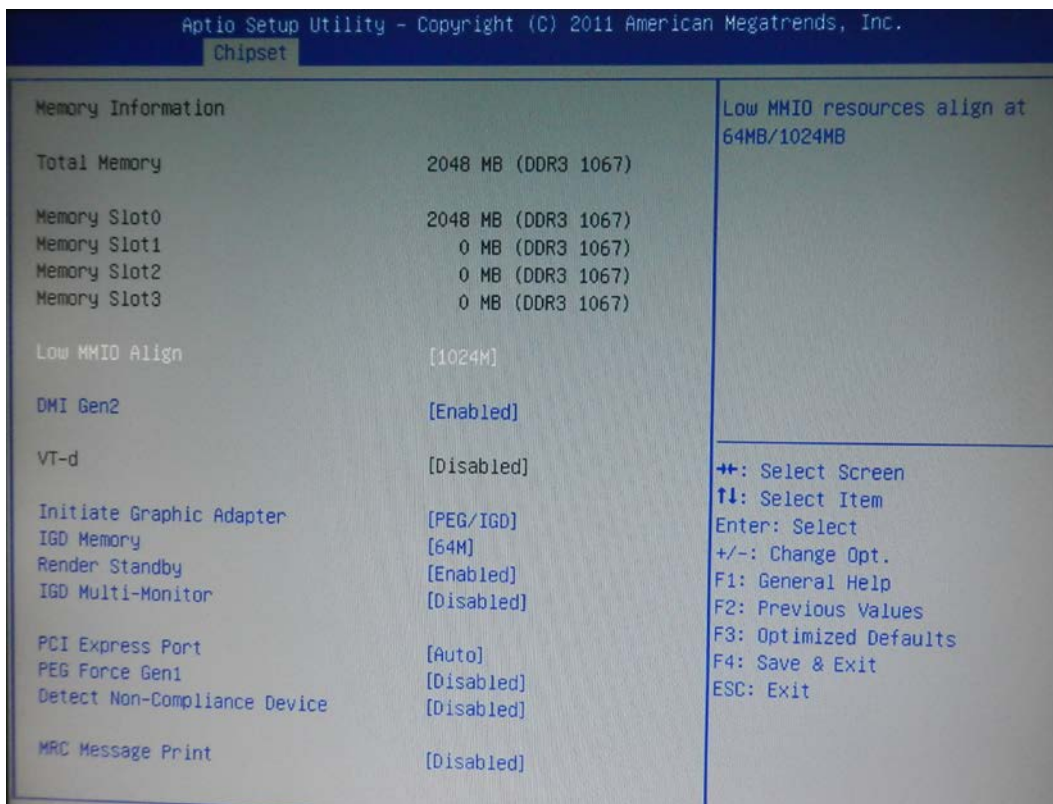 Aptio Setup Utility - Copyright (C) 2011 American Megatrends, Inc.
Chipset
Memory Information
Total Memory 2048 MB (DDR3 1067)
Memory Slot0 2048 MB (DDR3 1067)
Memory Slot1 0 MB (DDR3 1067)
Memory Slot2 0 MB (DDR3 1067)
Memory Slot3 0 MB (DDR3 1067)
Low MMIO Align [1024M]
DMI Gen2 [Enabled]
VT-d [Disabled]
Initiate Graphic Adapter [PEG/IGD]
IGD Memory [64M]
Render Standby [Enabled]
IGD Multi-Monitor [Disabled]
PCI Express Port [Auto]
PEG Force Gen1 [Disabled]
Detect Non-Compliance Device [Disabled]
MRC Message Print [Disabled]
Low MMIO resources align at
64MB/1024MB
→←: Select Screen
↑↓: Select Item
Enter: Select
+/-: Change Opt.
F1: General Help
F2: Previous Values
F3: Optimized Defaults
F4: Save & Exit
ESC: Exit